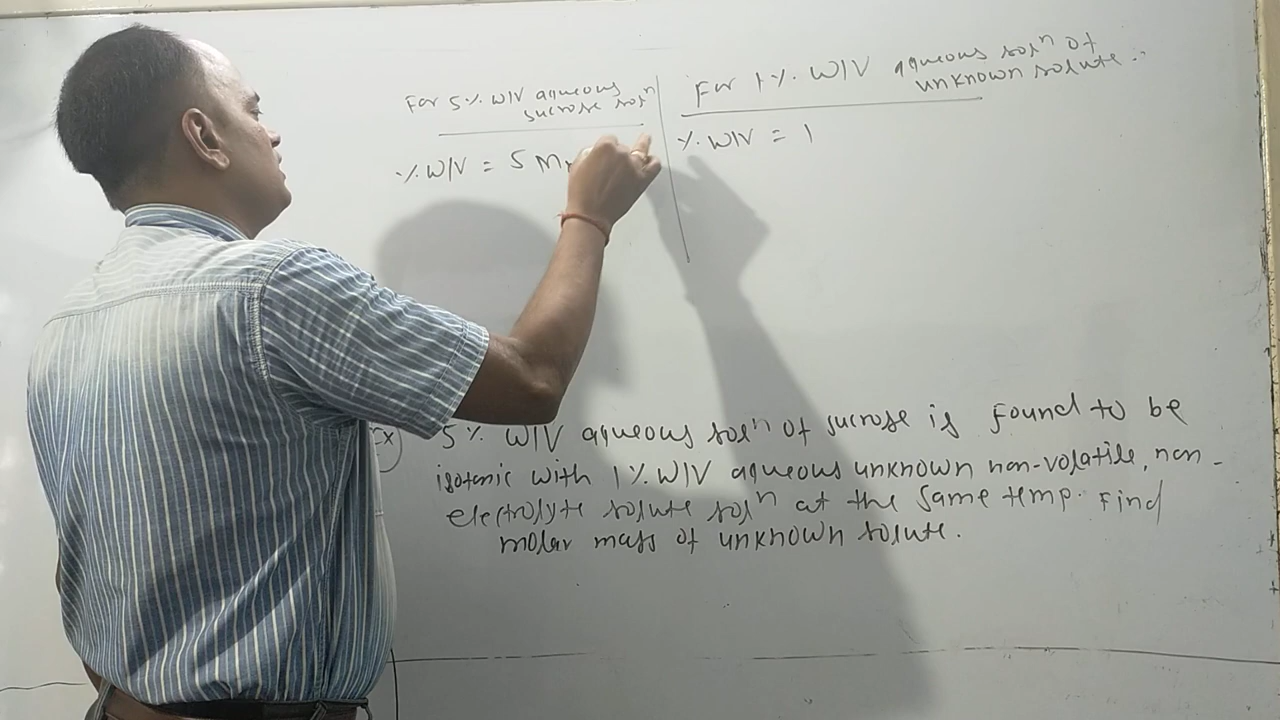 For 5% W/V aqueous
sucrose solⁿ
% W/V = 5 M
For 1% W/V aqueous solⁿ of
unknown solute :
% W/V = 1
EX
5% W/V aqueous solⁿ of sucrose is found to be
isotonic with 1% W/V aqueous unknown non-volatile, non-
electrolyte solute solⁿ at the same temp. Find
molar mass of unknown solute.